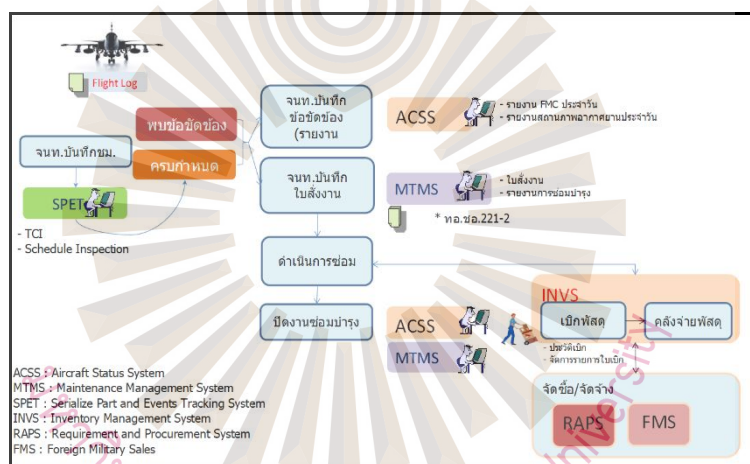 Flight Log
จนท.บันทึกชม.
พบข้อขัดข้อง
ครบกำหนด
SPET
- TCI
- Schedule Inspection
จนท.บันทึก
ข้อขัดข้อง
(รายงาน
ACSS
- รายงาน FMC ประจำวัน
- รายงานสถานภาพอากาศยานประจำวัน
จนท.บันทึก
ใบสั่งงาน
MTMS
- ใบสั่งงาน
- รายงานการซ่อมบำรุง
* ทอ.ชอ.221-2
ดำเนินการซ่อม
ปิดงานซ่อมบำรุง
ACSS
MTMS
INVS
เบิกพัสดุ
คลังจ่ายพัสดุ
- ประวัติเบิก
- จัดการรายการใบเบิก
จัดซื้อ/จัดจ้าง
RAPS
FMS
ACSS : Aircraft Status System
MTMS : Maintenance Management System
SPET : Serialize Part and Events Tracking System
INVS : Inventory Management System
RAPS : Requirement and Procurement System
FMS : Foreign Military Sales
University